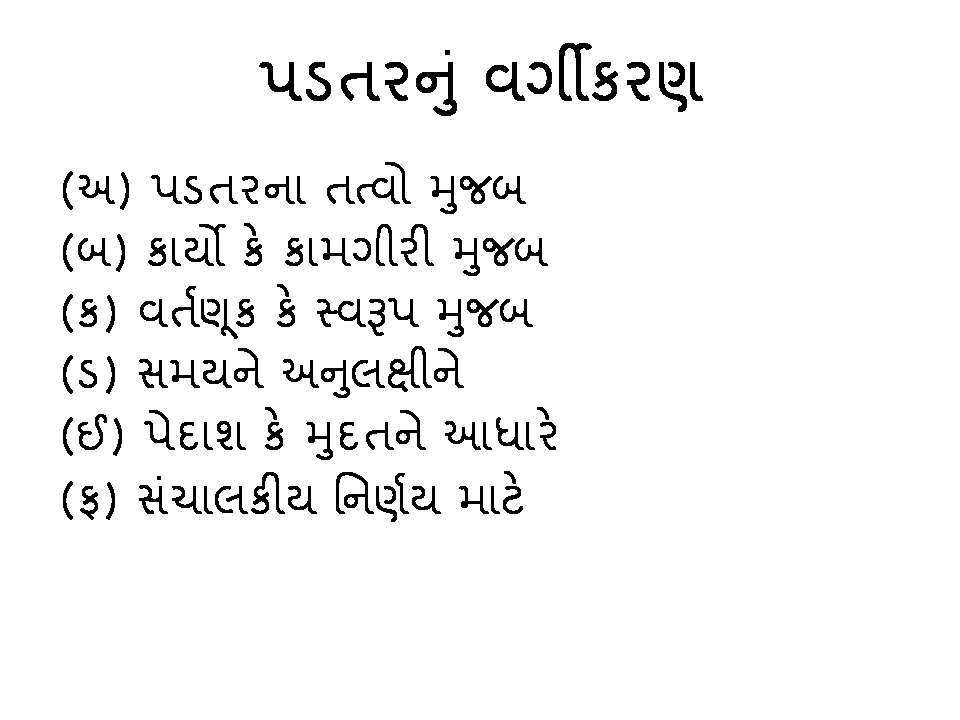 પડતરનું વર્ગીકરણ
(અ) પડતરના તત્વો મુજબ
(બ) કાર્યો કે કામગીરી મુજબ
(ક) વર્તણૂક કે સ્વરૂપ મુજબ
(ડ) સમયને અનુલક્ષીને
(ઈ) પેદાશ કે મુદતને આધારે
(ફ) સંચાલકીય નિર્ણય માટે